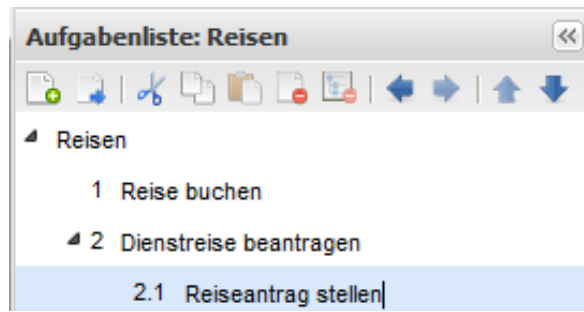 Aufgabenliste: Reisen
Reisen
1 Reise buchen
2 Dienstreise beantragen
2.1 Reiseantrag stellen